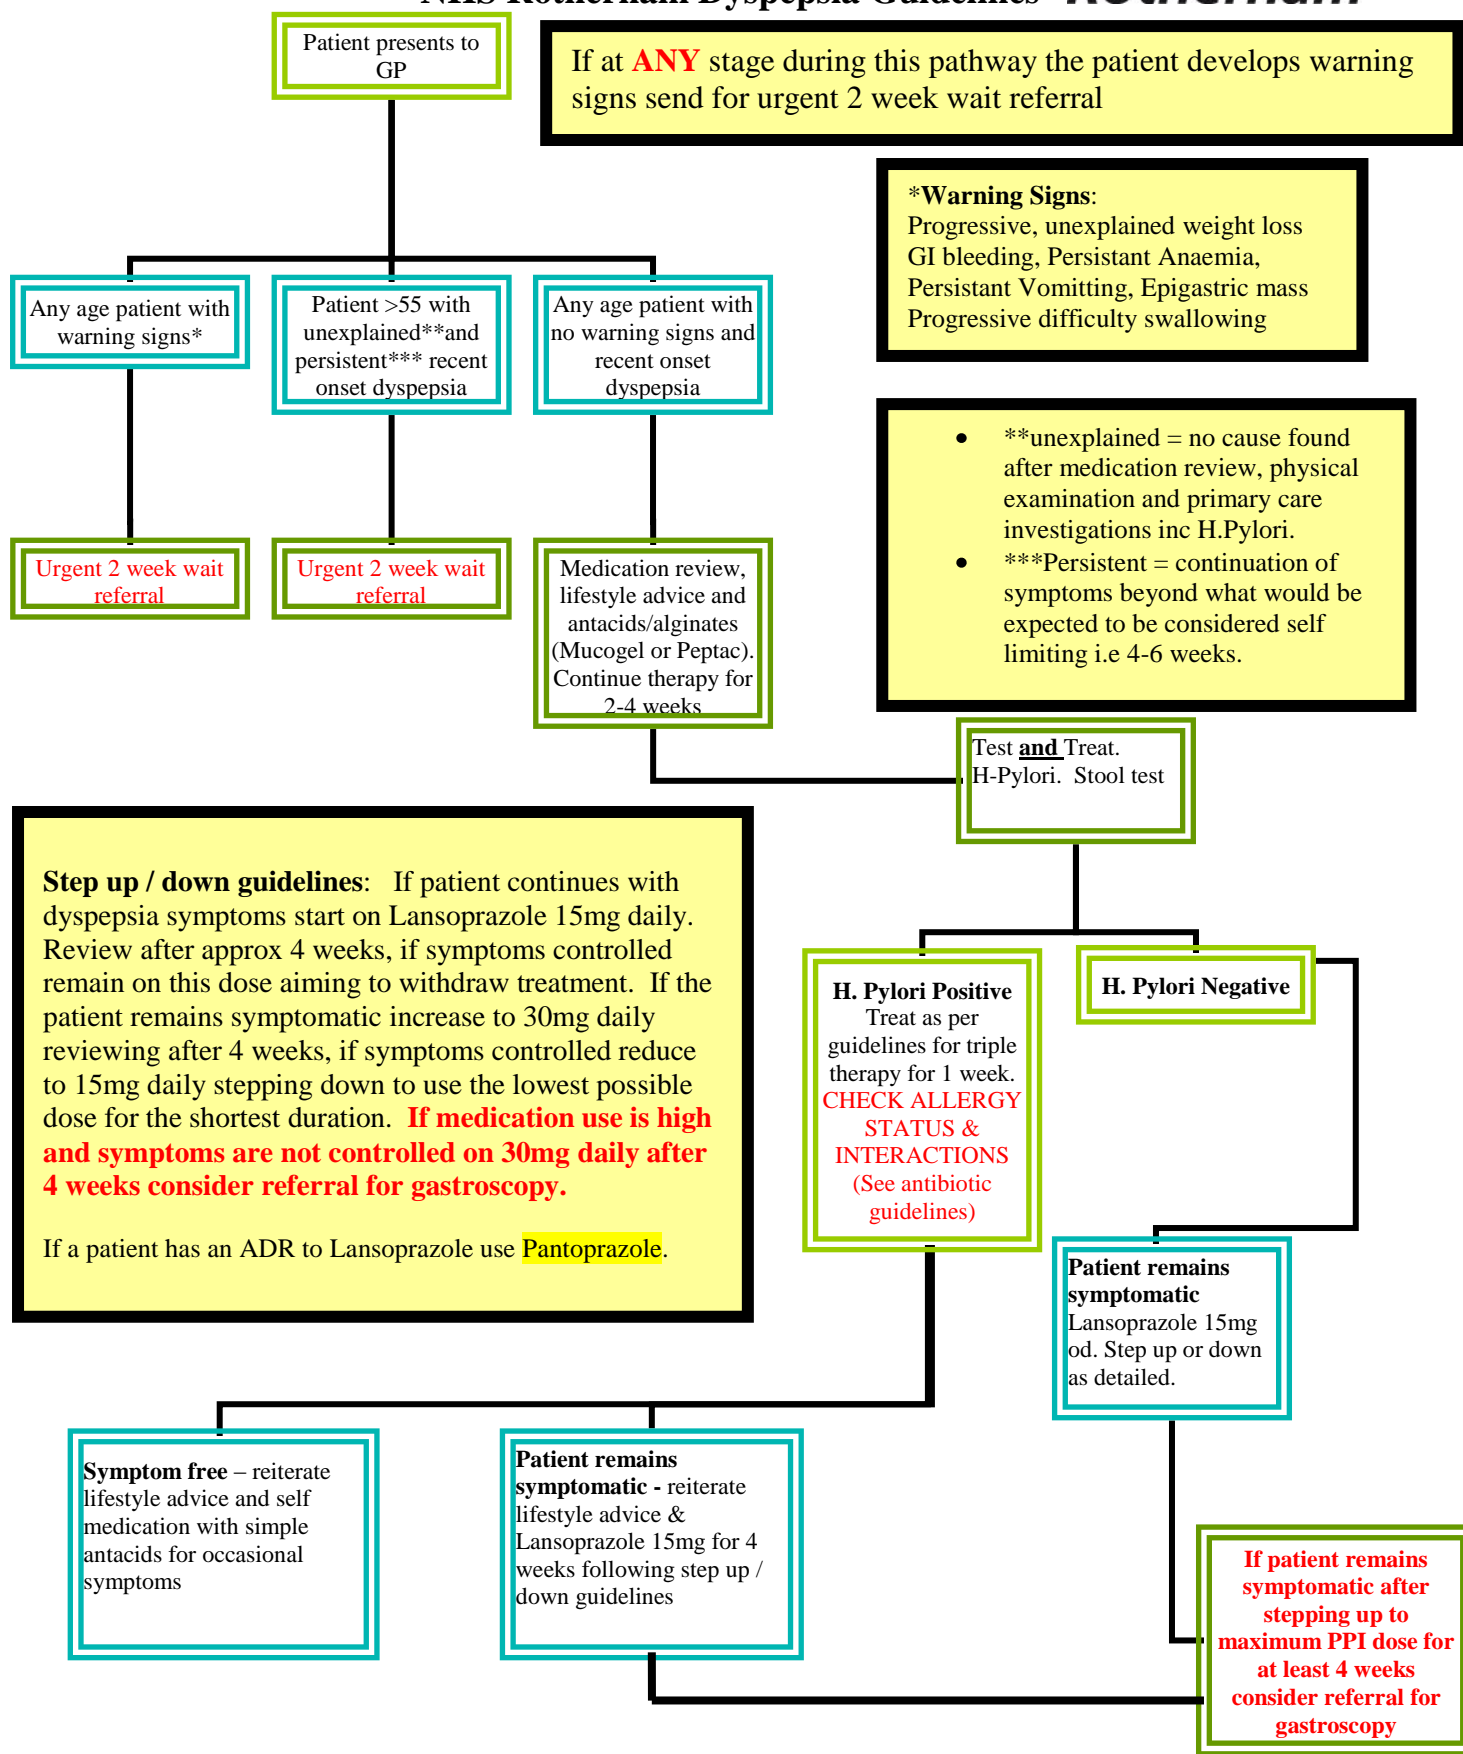 NHS Rotherham Dyspepsia Guidelines
Rotherham
Patient presents to
GP
If at ANY stage during this pathway the patient develops warning
signs send for urgent 2 week wait referral
*Warning Signs:
Progressive, unexplained weight loss
GI bleeding, Persistant Anaemia,
Persistant Vomitting, Epigastric mass
Progressive difficulty swallowing
Any age patient with
warning signs*
Patient >55 with
unexplained**and
persistent*** recent
onset dyspepsia
Any age patient with
no warning signs and
recent onset
dyspepsia
• **unexplained = no cause found
after medication review, physical
examination and primary care
investigations inc H.Pylori.
• ***Persistent = continuation of
symptoms beyond what would be
expected to be considered self
limiting i.e 4-6 weeks.
Urgent 2 week wait
referral
Urgent 2 week wait
referral
Medication review,
lifestyle advice and
antacids/alginates
(Mucogel or Peptac).
Continue therapy for
2-4 weeks
Test and Treat.
H-Pylori. Stool test
Step up / down guidelines: If patient continues with
dyspepsia symptoms start on Lansoprazole 15mg daily.
Review after approx 4 weeks, if symptoms controlled
remain on this dose aiming to withdraw treatment. If the
patient remains symptomatic increase to 30mg daily
reviewing after 4 weeks, if symptoms controlled reduce
to 15mg daily stepping down to use the lowest possible
dose for the shortest duration. If medication use is high
and symptoms are not controlled on 30mg daily after
4 weeks consider referral for gastroscopy.
If a patient has an ADR to Lansoprazole use Pantoprazole.
H. Pylori Positive
Treat as per
guidelines for triple
therapy for 1 week.
CHECK ALLERGY
STATUS &
INTERACTIONS
(See antibiotic
guidelines)
H. Pylori Negative
Patient remains
symptomatic
Lansoprazole 15mg
od. Step up or down
as detailed.
Symptom free – reiterate
lifestyle advice and self
medication with simple
antacids for occasional
symptoms
Patient remains
symptomatic - reiterate
lifestyle advice &
Lansoprazole 15mg for 4
weeks following step up /
down guidelines
If patient remains
symptomatic after
stepping up to
maximum PPI dose for
at least 4 weeks
consider referral for
gastroscopy